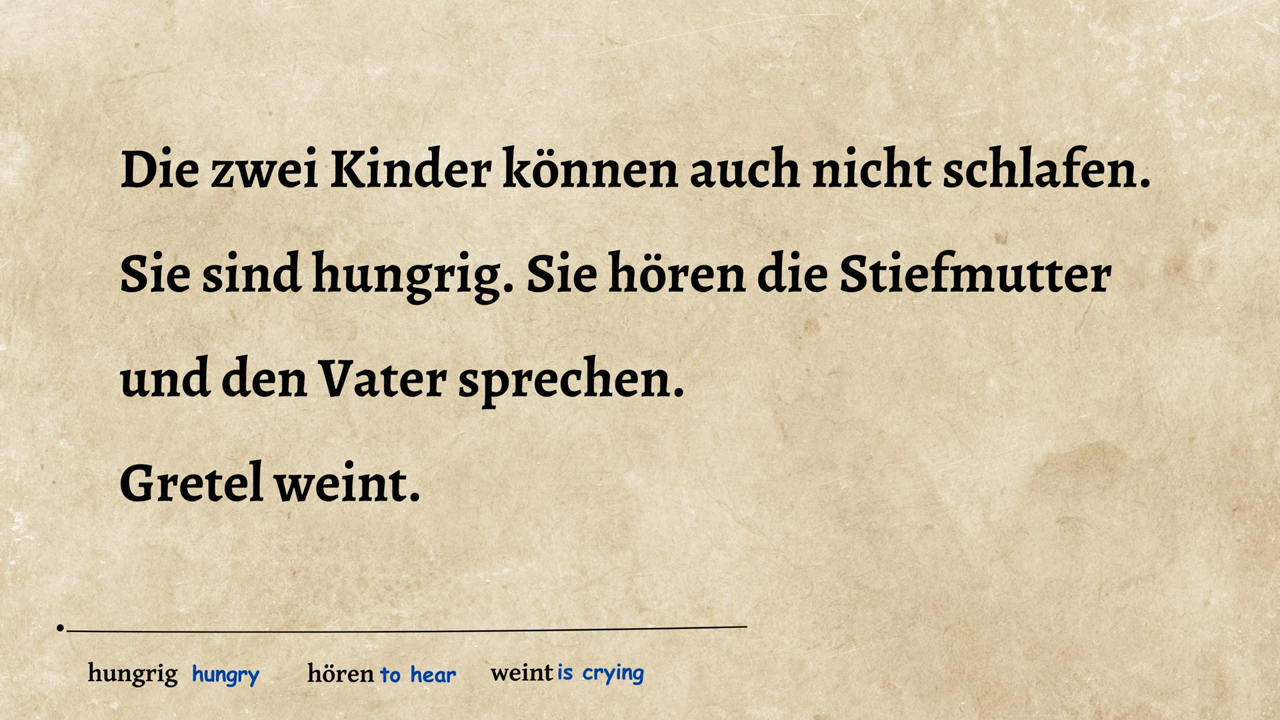 Die zwei Kinder können auch nicht schlafen.
Sie sind hungrig. Sie hören die Stiefmutter
und den Vater sprechen.
Gretel weint.
hungrig hungry hören to hear weint is crying